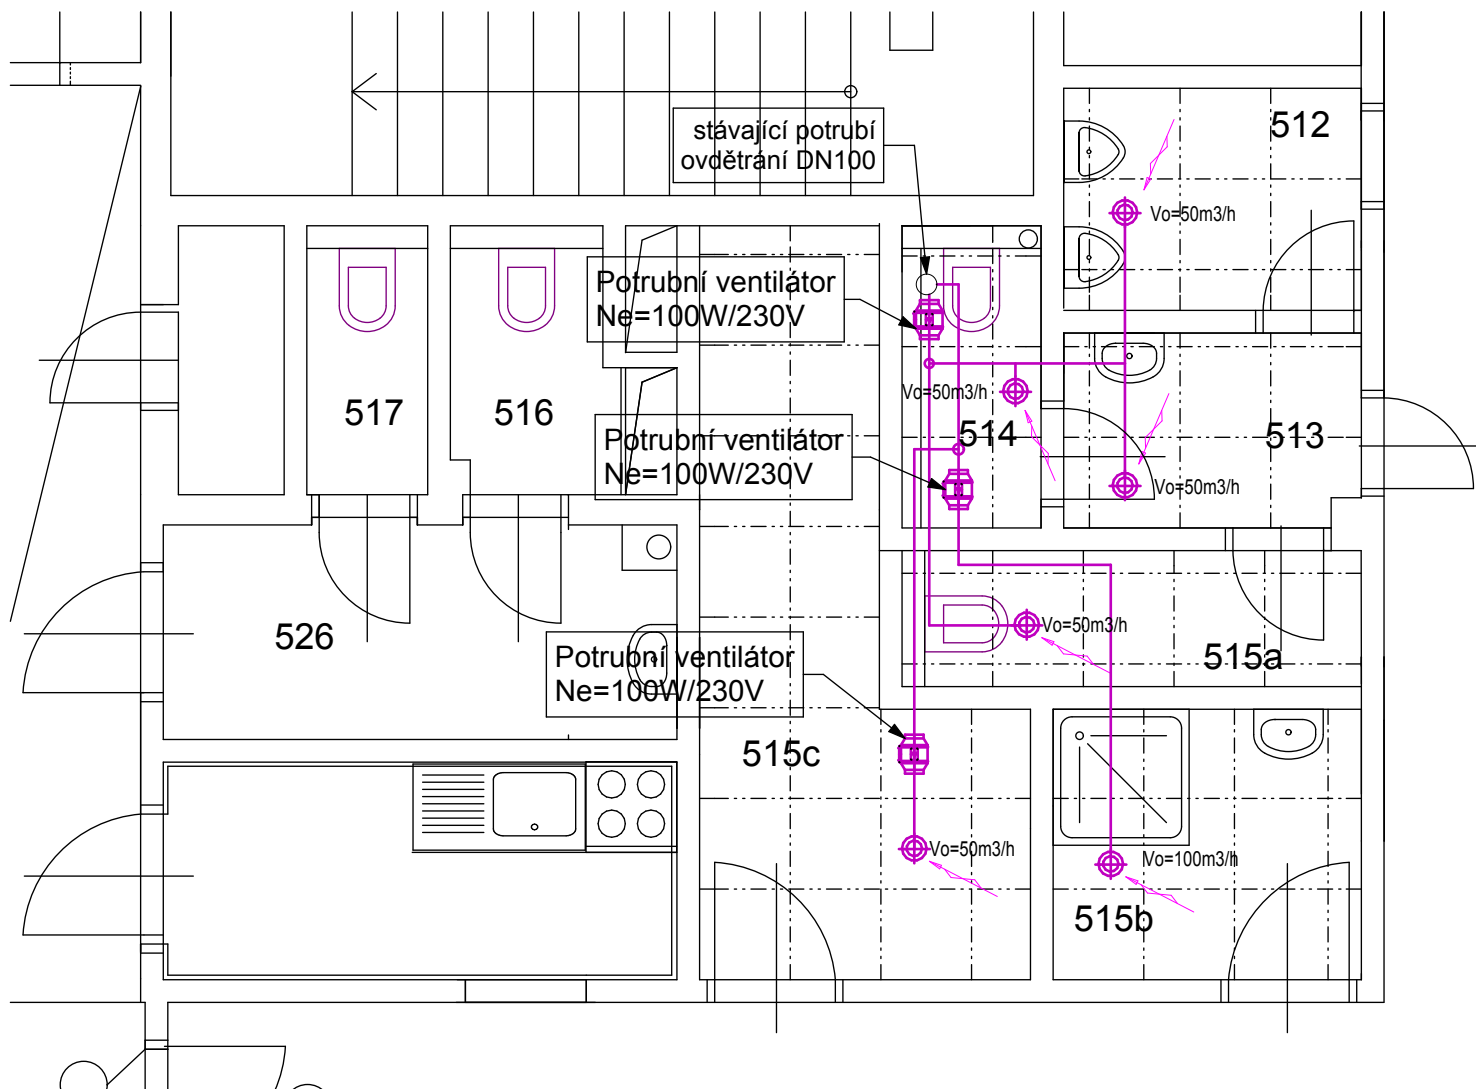 stávající potrubí
ovdětrání DN100
512
Vo=50m3/h
Potrubní ventilátor
Ne=100W/230V
517
516
Vo=50m3/h
514
513
Potrubní ventilátor
Ne=100W/230V
Vo=50m3/h
526
Vo=50m3/h
515a
Potrubní ventilátor
Ne=100W/230V
515c
Vo=50m3/h
Vo=100m3/h
515b